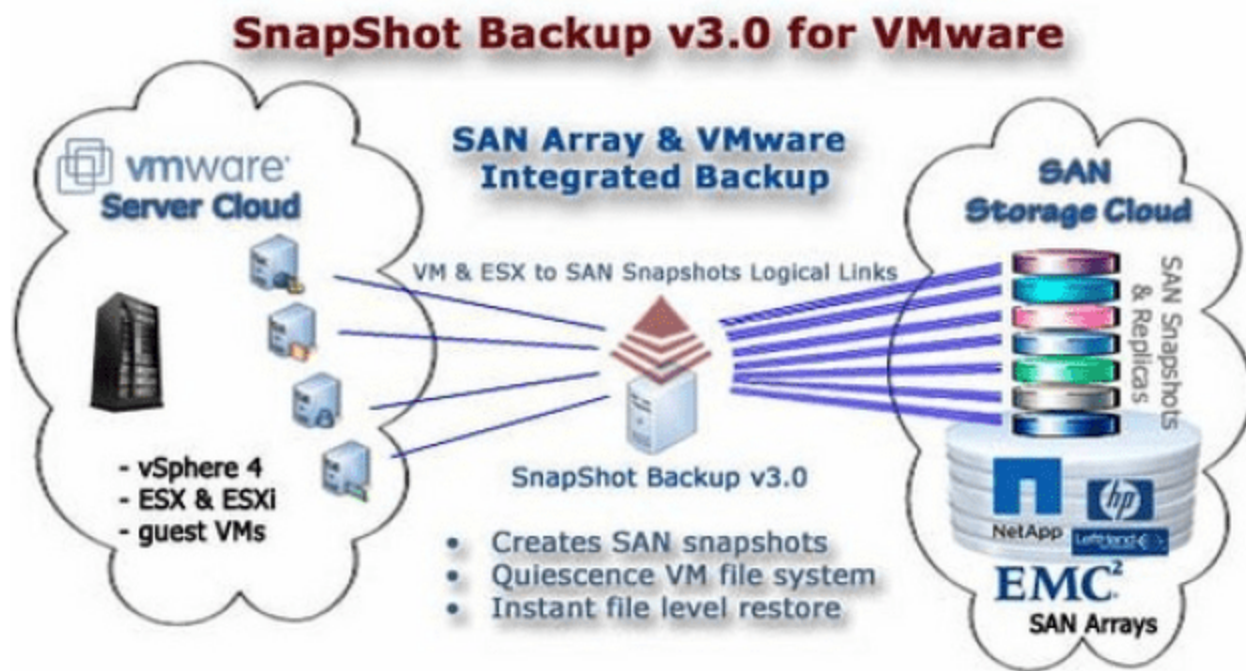 SnapShot Backup v3.0 for VMware
SAN Array & VMware
Integrated Backup
vmware
Server Cloud
SAN
Storage Cloud
VM & ESX to SAN Snapshots Logical Links
SAN Snapshots
& Replicas
- vSphere 4
- ESX & ESXi
- guest VMs
SnapShot Backup v3.0
• Creates SAN snapshots
• Quiescence VM file system
• Instant file level restore
NetApp
hp
LeftHand
EMC²
SAN Arrays